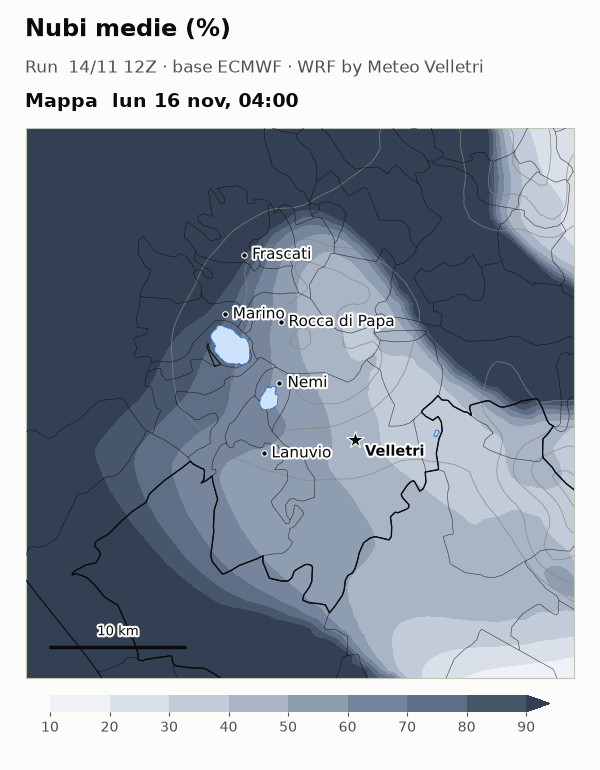 Nubi medie (%)
Run  14/11 12Z · base ECMWF · WRF by Meteo Velletri
Mappa  lun 16 nov, 04:00
Frascati
Marino
Rocca di Papa
Nemi
Velletri
Lanuvio
10 km
10 20 30 40 50 60 70 80 90